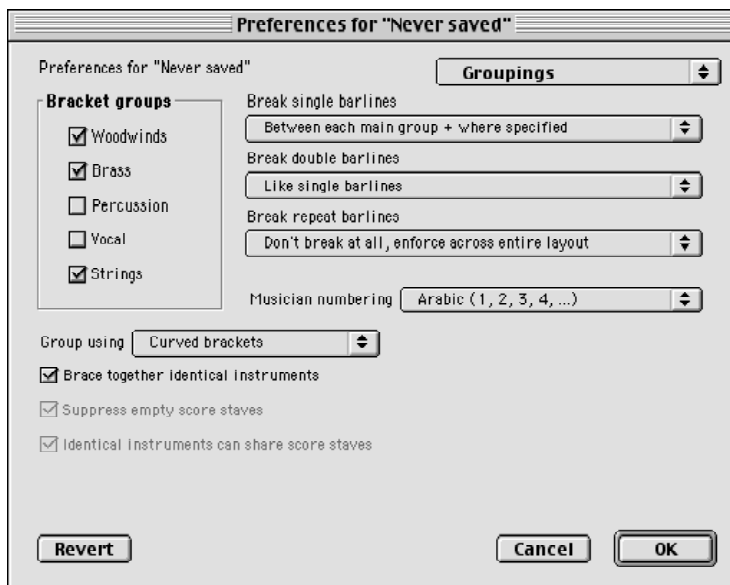 Preferences for "Never saved"
Preferences for "Never saved"
Groupings
Bracket groups
Woodwinds
Brass
Percussion
Vocal
Strings
Break single barlines
Between each main group + where specified
Break double barlines
Like single barlines
Break repeat barlines
Don't break at all, enforce across entire layout
Musician numbering
Arabic (1, 2, 3, 4, ...)
Group using
Curved brackets
Brace together identical instruments
Suppress empty score staves
Identical instruments can share score staves
Revert
Cancel
OK